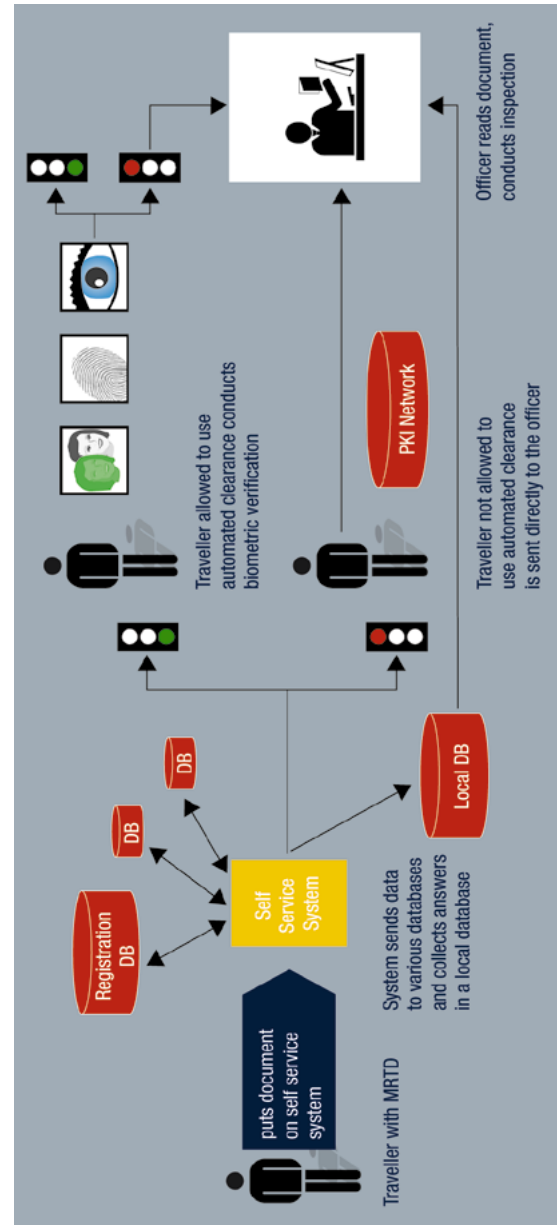 Traveller with MRTD
puts document
on self service
system
Registration
DB
DB
DB
Self
Service
System
System sends data
to various databases
and collects answers
in a local database
Local DB
Traveller allowed to use
automated clearance conducts
biometric verification
PKI Network
Traveller not allowed to
use automated clearance
is sent directly to the officer
Officer reads document,
conducts inspection